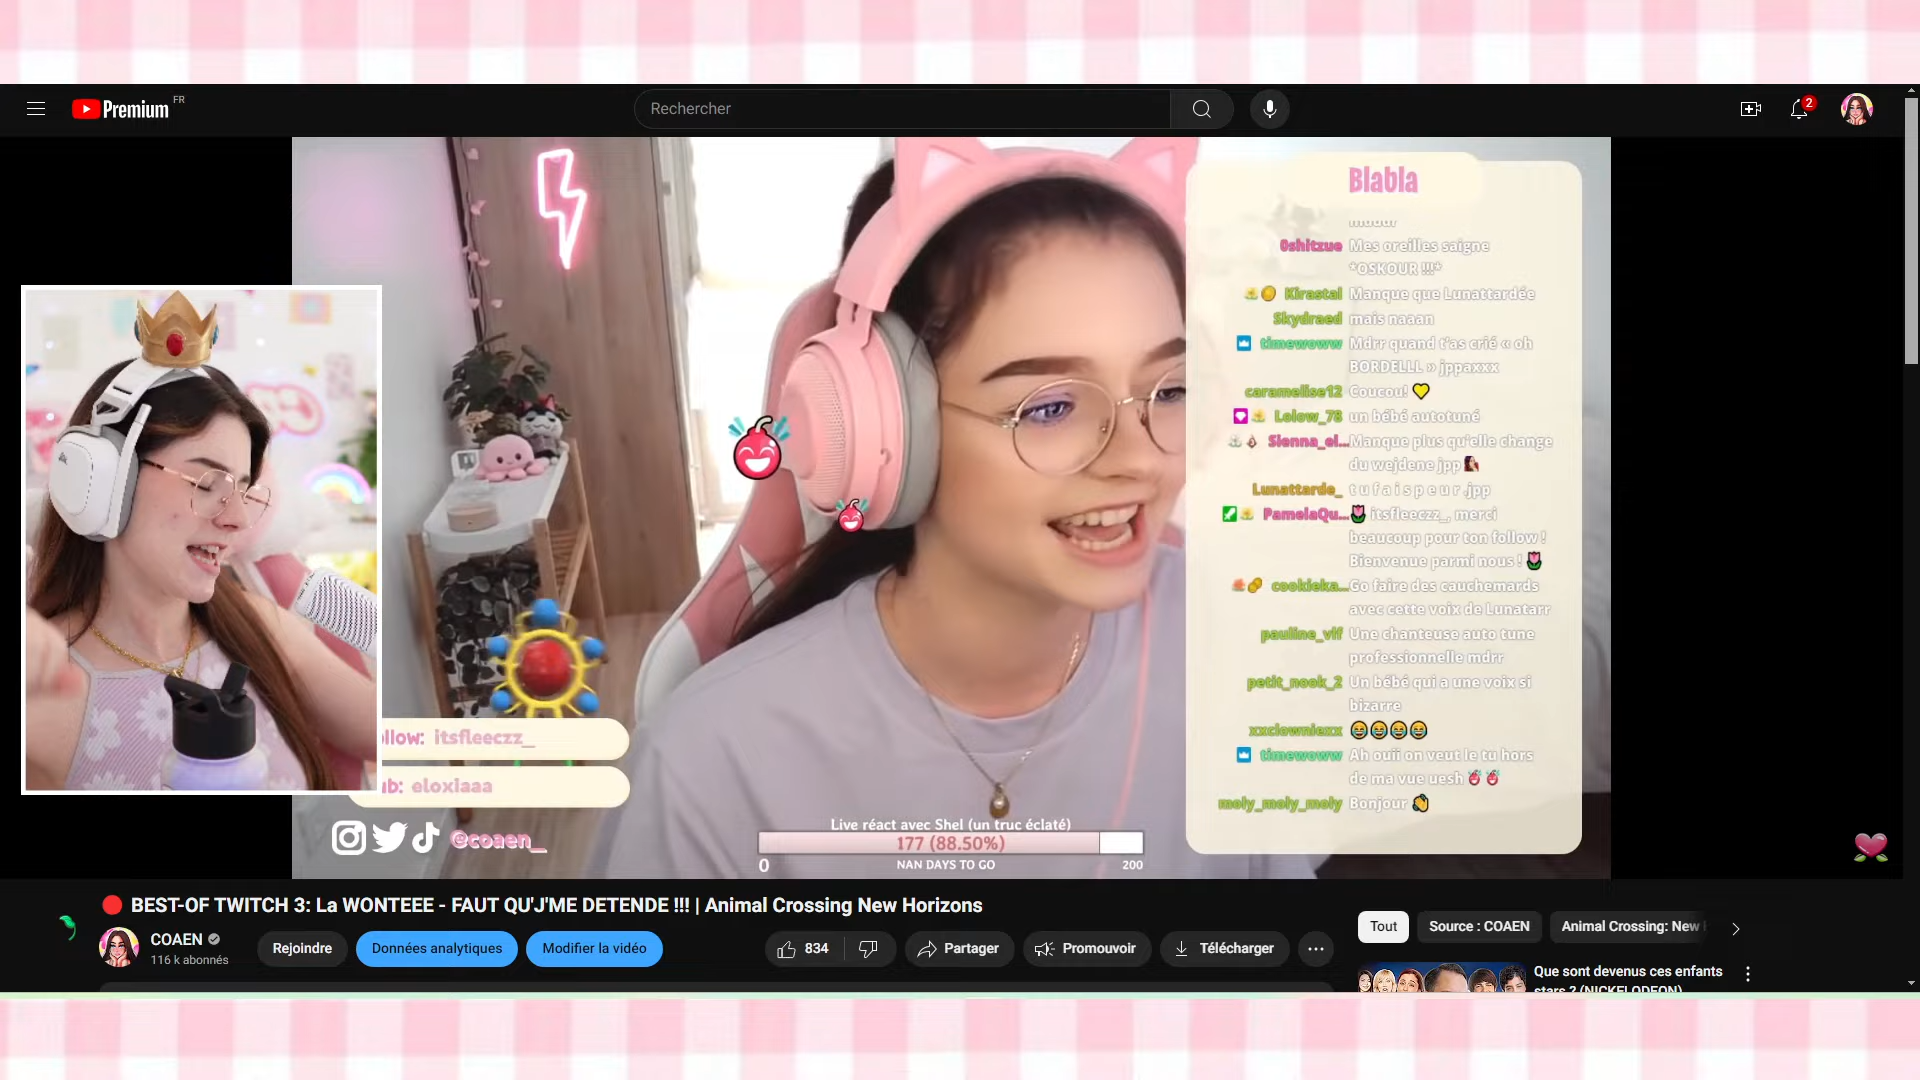 Premium FR
Rechercher
2
Blabla
0shitzue Mes oreilles saigne
*OSKOUR !!!*
Kirastal Manque que Lunattardée
Skydraed mais naaan
timewoww Mdrr quand t'as crié « oh
BORDELLL » jppaxxx
caramelise12 Coucou!
Lolow_78 un bébé autotuné
Sienna_el... Manque plus qu'elle change
du wejdene jpp
Lunattarde_ t u f a i s p e u r .jpp
PamelaQu... itsfleeczz_, merci
beaucoup pour ton follow !
Bienvenue parmi nous !
cookieka... Go faire des cauchemards
avec cette voix de Lunatarr
pauline_vlf Une chanteuse auto tune
professionnelle mdrr
petit_nook_2 Un bébé qui a une voix si
bizarre
xxclowniexx 😂😂😂😂
timewoww Ah ouii on veut le tu hors
de ma vue uesh
moly_moly_moly Bonjour 👏
llow: itsfleeczz_
ub: eloxiaaa
@coaen_
Live réact avec Shel (un truc éclaté)
177 (88.50%)
0 NAN DAYS TO GO 200
🔴 BEST-OF TWITCH 3: La WONTEEE - FAUT QU'J'ME DETENDE !!! | Animal Crossing New Horizons
COAEN
116 k abonnés
Rejoindre
Données analytiques
Modifier la vidéo
834
Partager
Promouvoir
Télécharger
Tout
Source : COAEN
Animal Crossing: New
Que sont devenus ces enfants
stars ? (NICKELODEON)